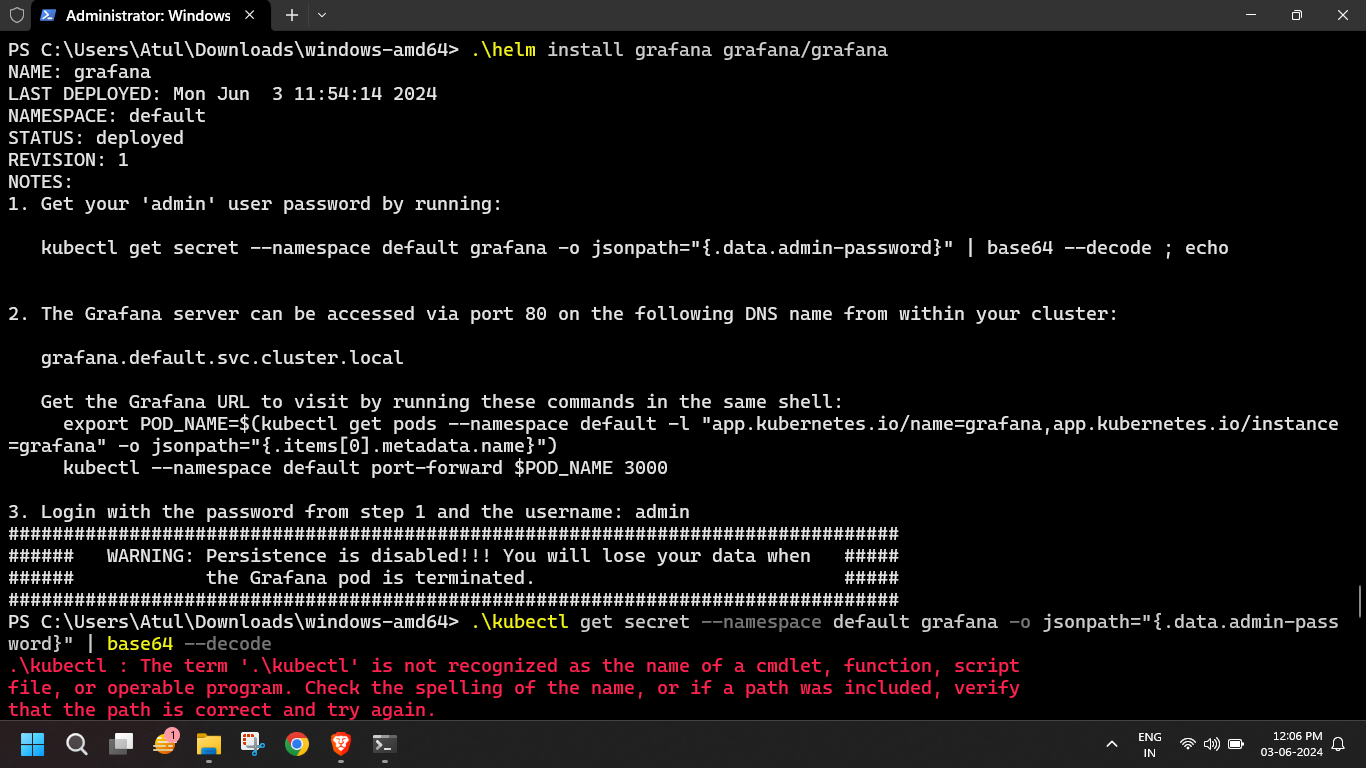 Administrator: Windows
PS C:\Users\Atul\Downloads\windows-amd64> .\helm install grafana grafana/grafana
NAME: grafana
LAST DEPLOYED: Mon Jun  3 11:54:14 2024
NAMESPACE: default
STATUS: deployed
REVISION: 1
NOTES:
1. Get your 'admin' user password by running:
kubectl get secret --namespace default grafana -o jsonpath="{.data.admin-password}" | base64 --decode ; echo
2. The Grafana server can be accessed via port 80 on the following DNS name from within your cluster:
grafana.default.svc.cluster.local
Get the Grafana URL to visit by running these commands in the same shell:
export POD_NAME=$(kubectl get pods --namespace default -l "app.kubernetes.io/name=grafana,app.kubernetes.io/instance
=grafana" -o jsonpath="{.items[0].metadata.name}")
kubectl --namespace default port-forward $POD_NAME 3000
3. Login with the password from step 1 and the username: admin
#################################################################################
######   WARNING: Persistence is disabled!!! You will lose your data when   #####
######            the Grafana pod is terminated.                            #####
#################################################################################
PS C:\Users\Atul\Downloads\windows-amd64> .\kubectl get secret --namespace default grafana -o jsonpath="{.data.admin-pass
word}" | base64 --decode
.\kubectl : The term '.\kubectl' is not recognized as the name of a cmdlet, function, script
file, or operable program. Check the spelling of the name, or if a path was included, verify
that the path is correct and try again.
1
ENG
IN
12:06 PM
03-06-2024